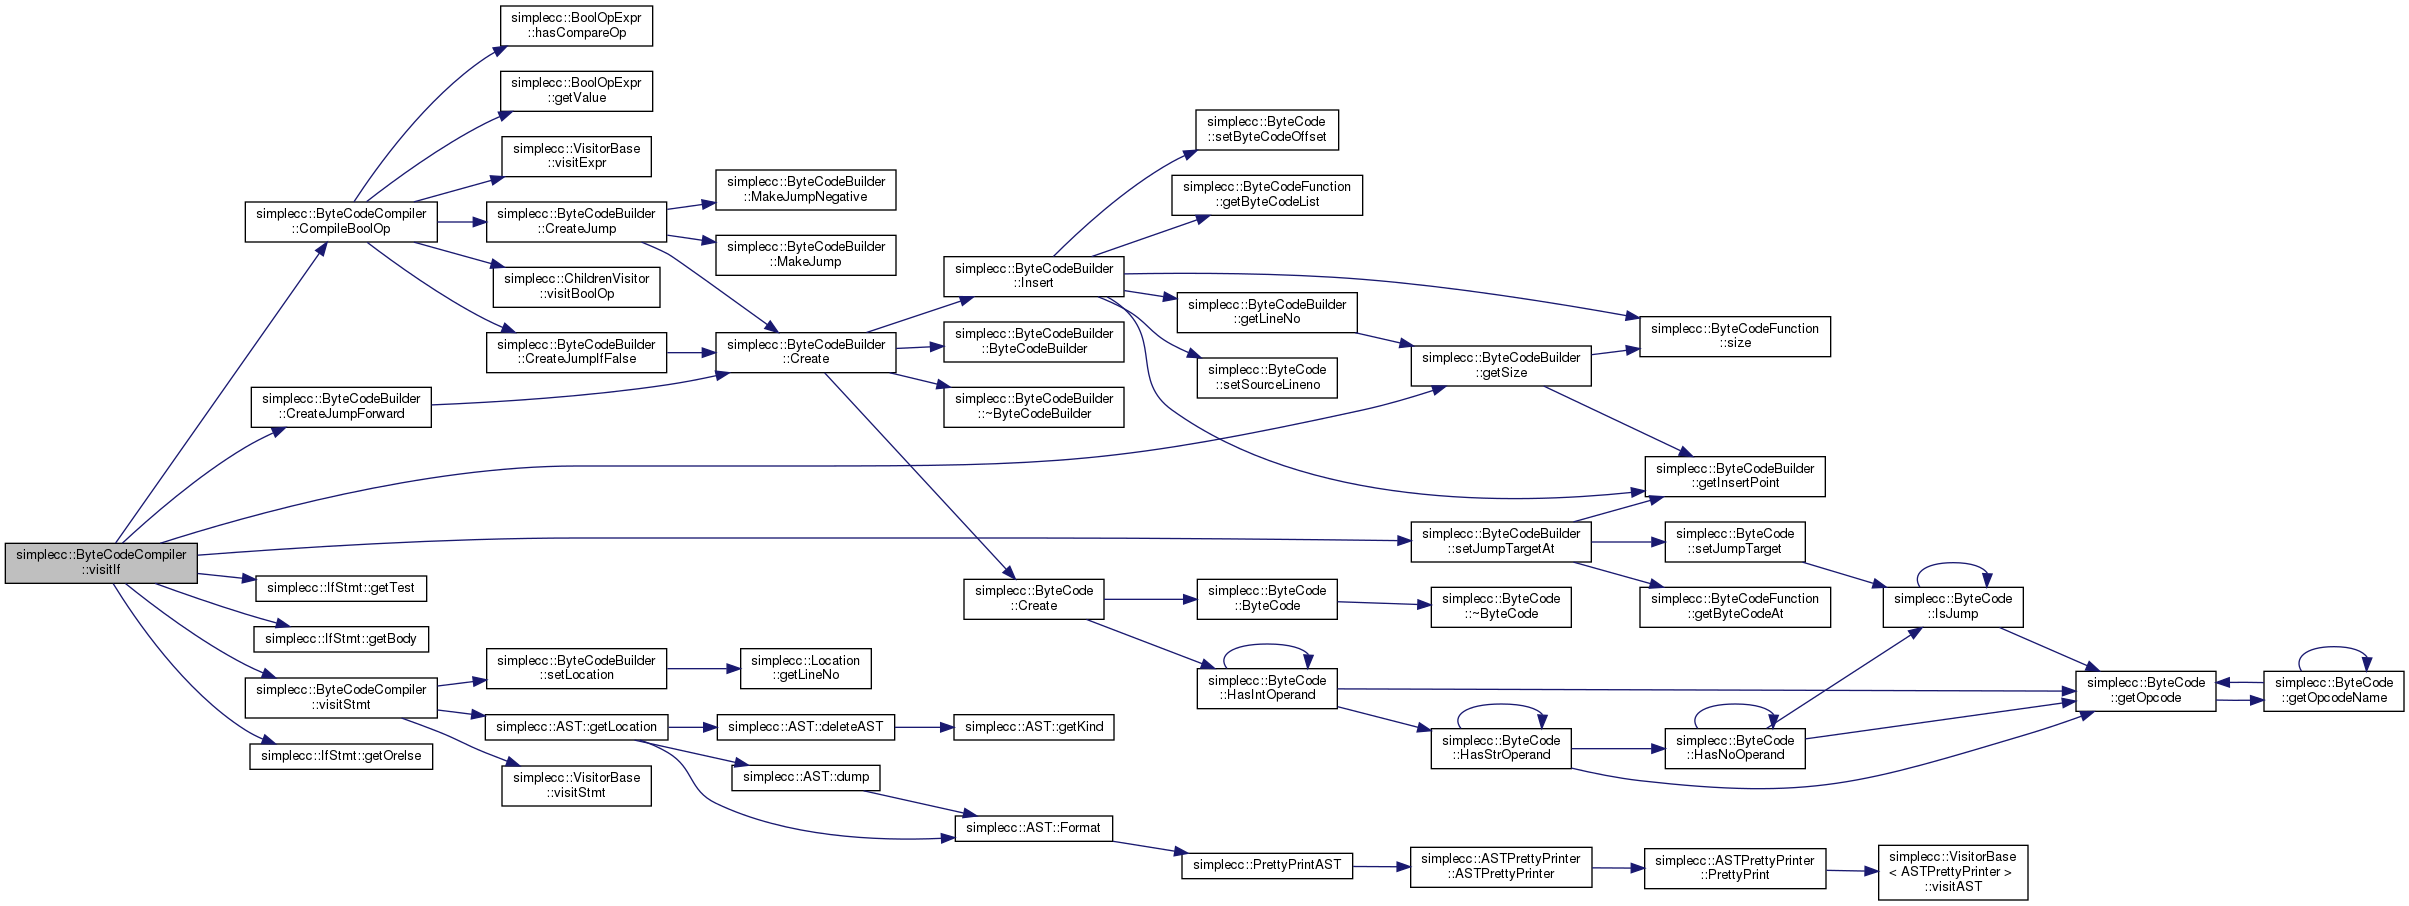 simplecc::ByteCodeCompiler
::visitIf
simplecc::ByteCodeCompiler
::CompileBoolOp
simplecc::ByteCodeBuilder
::CreateJumpForward
simplecc::IfStmt::getTest
simplecc::IfStmt::getBody
simplecc::ByteCodeCompiler
::visitStmt
simplecc::IfStmt::getOrelse
simplecc::BoolOpExpr
::hasCompareOp
simplecc::BoolOpExpr
::getValue
simplecc::VisitorBase
::visitExpr
simplecc::ByteCodeBuilder
::CreateJump
simplecc::ChildrenVisitor
::visitBoolOp
simplecc::ByteCodeBuilder
::CreateJumpIfFalse
simplecc::ByteCodeBuilder
::setLocation
simplecc::AST::getLocation
simplecc::VisitorBase
::visitStmt
simplecc::ByteCodeBuilder
::MakeJumpNegative
simplecc::ByteCodeBuilder
::MakeJump
simplecc::ByteCodeBuilder
::Create
simplecc::Location
::getLineNo
simplecc::AST::deleteAST
simplecc::AST::dump
simplecc::ByteCodeBuilder
::Insert
simplecc::ByteCodeBuilder
::ByteCodeBuilder
simplecc::ByteCodeBuilder
::~ByteCodeBuilder
simplecc::ByteCode
::Create
simplecc::AST::getKind
simplecc::AST::Format
simplecc::ByteCode
::setByteCodeOffset
simplecc::ByteCodeFunction
::getByteCodeList
simplecc::ByteCodeBuilder
::getLineNo
simplecc::ByteCode
::setSourceLineno
simplecc::ByteCode
::ByteCode
simplecc::ByteCode
::HasIntOperand
simplecc::PrettyPrintAST
simplecc::ByteCodeBuilder
::getSize
simplecc::ByteCodeBuilder
::setJumpTargetAt
simplecc::ByteCode
::~ByteCode
simplecc::ByteCode
::HasStrOperand
simplecc::ASTPrettyPrinter
::ASTPrettyPrinter
simplecc::ByteCodeFunction
::size
simplecc::ByteCodeBuilder
::getInsertPoint
simplecc::ByteCode
::setJumpTarget
simplecc::ByteCodeFunction
::getByteCodeAt
simplecc::ByteCode
::HasNoOperand
simplecc::ASTPrettyPrinter
::PrettyPrint
simplecc::ByteCode
::IsJump
simplecc::VisitorBase
< ASTPrettyPrinter >
::visitAST
simplecc::ByteCode
::getOpcode
simplecc::ByteCode
::getOpcodeName